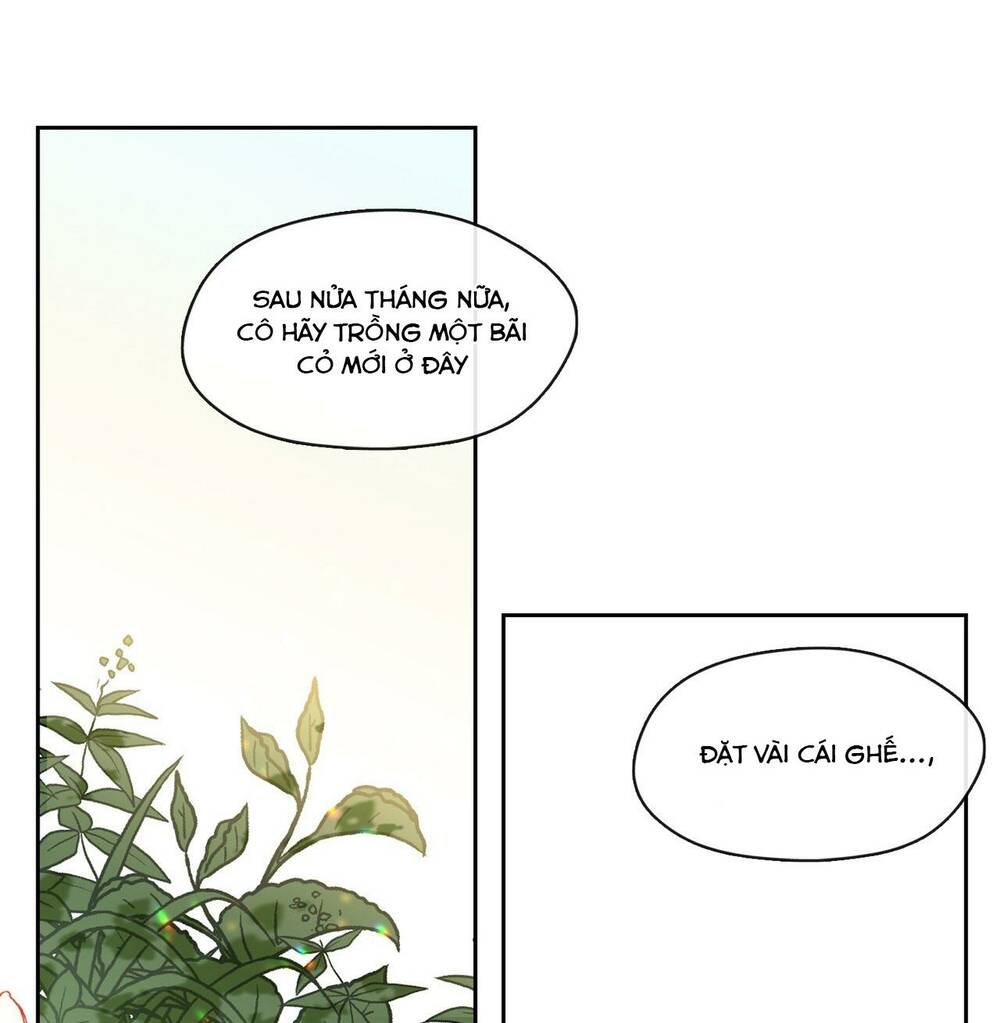 SAU NỬA THÁNG NỮA,
CÔ HÃY TRỒNG MỘT BÃI
CỎ MỚI Ở ĐÂY
ĐẶT VÀI CÁI GHẾ...,